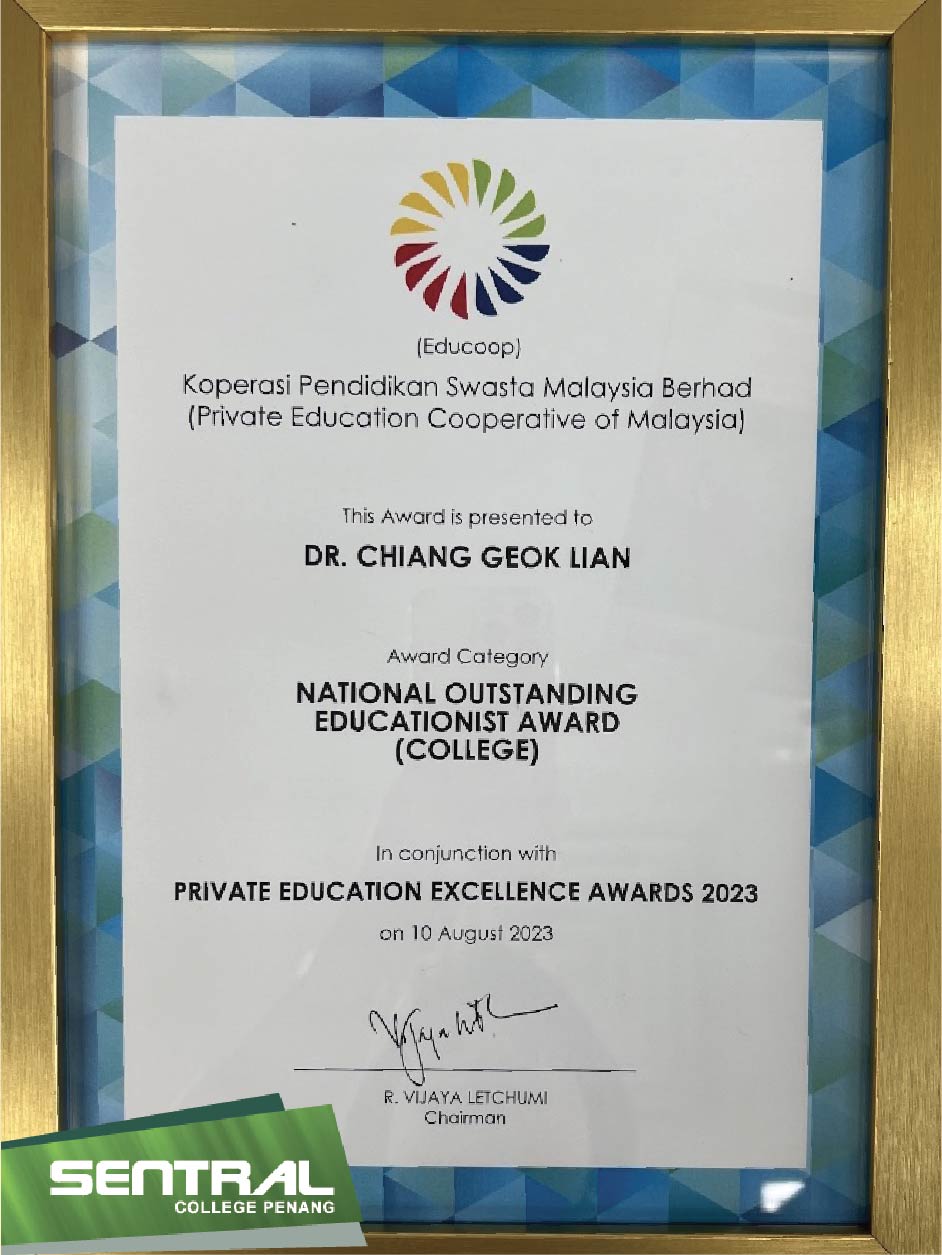 (Educoop)
Koperasi Pendidikan Swasta Malaysia Berhad
(Private Education Cooperative of Malaysia)
This Award is presented to
DR. CHIANG GEOK LIAN
Award Category
NATIONAL OUTSTANDING
EDUCATIONIST AWARD
(COLLEGE)
In conjunction with
PRIVATE EDUCATION EXCELLENCE AWARDS 2023
on 10 August 2023
R. VIJAYA LETCHUMI
Chairman
SENTRAL
COLLEGE PENANG